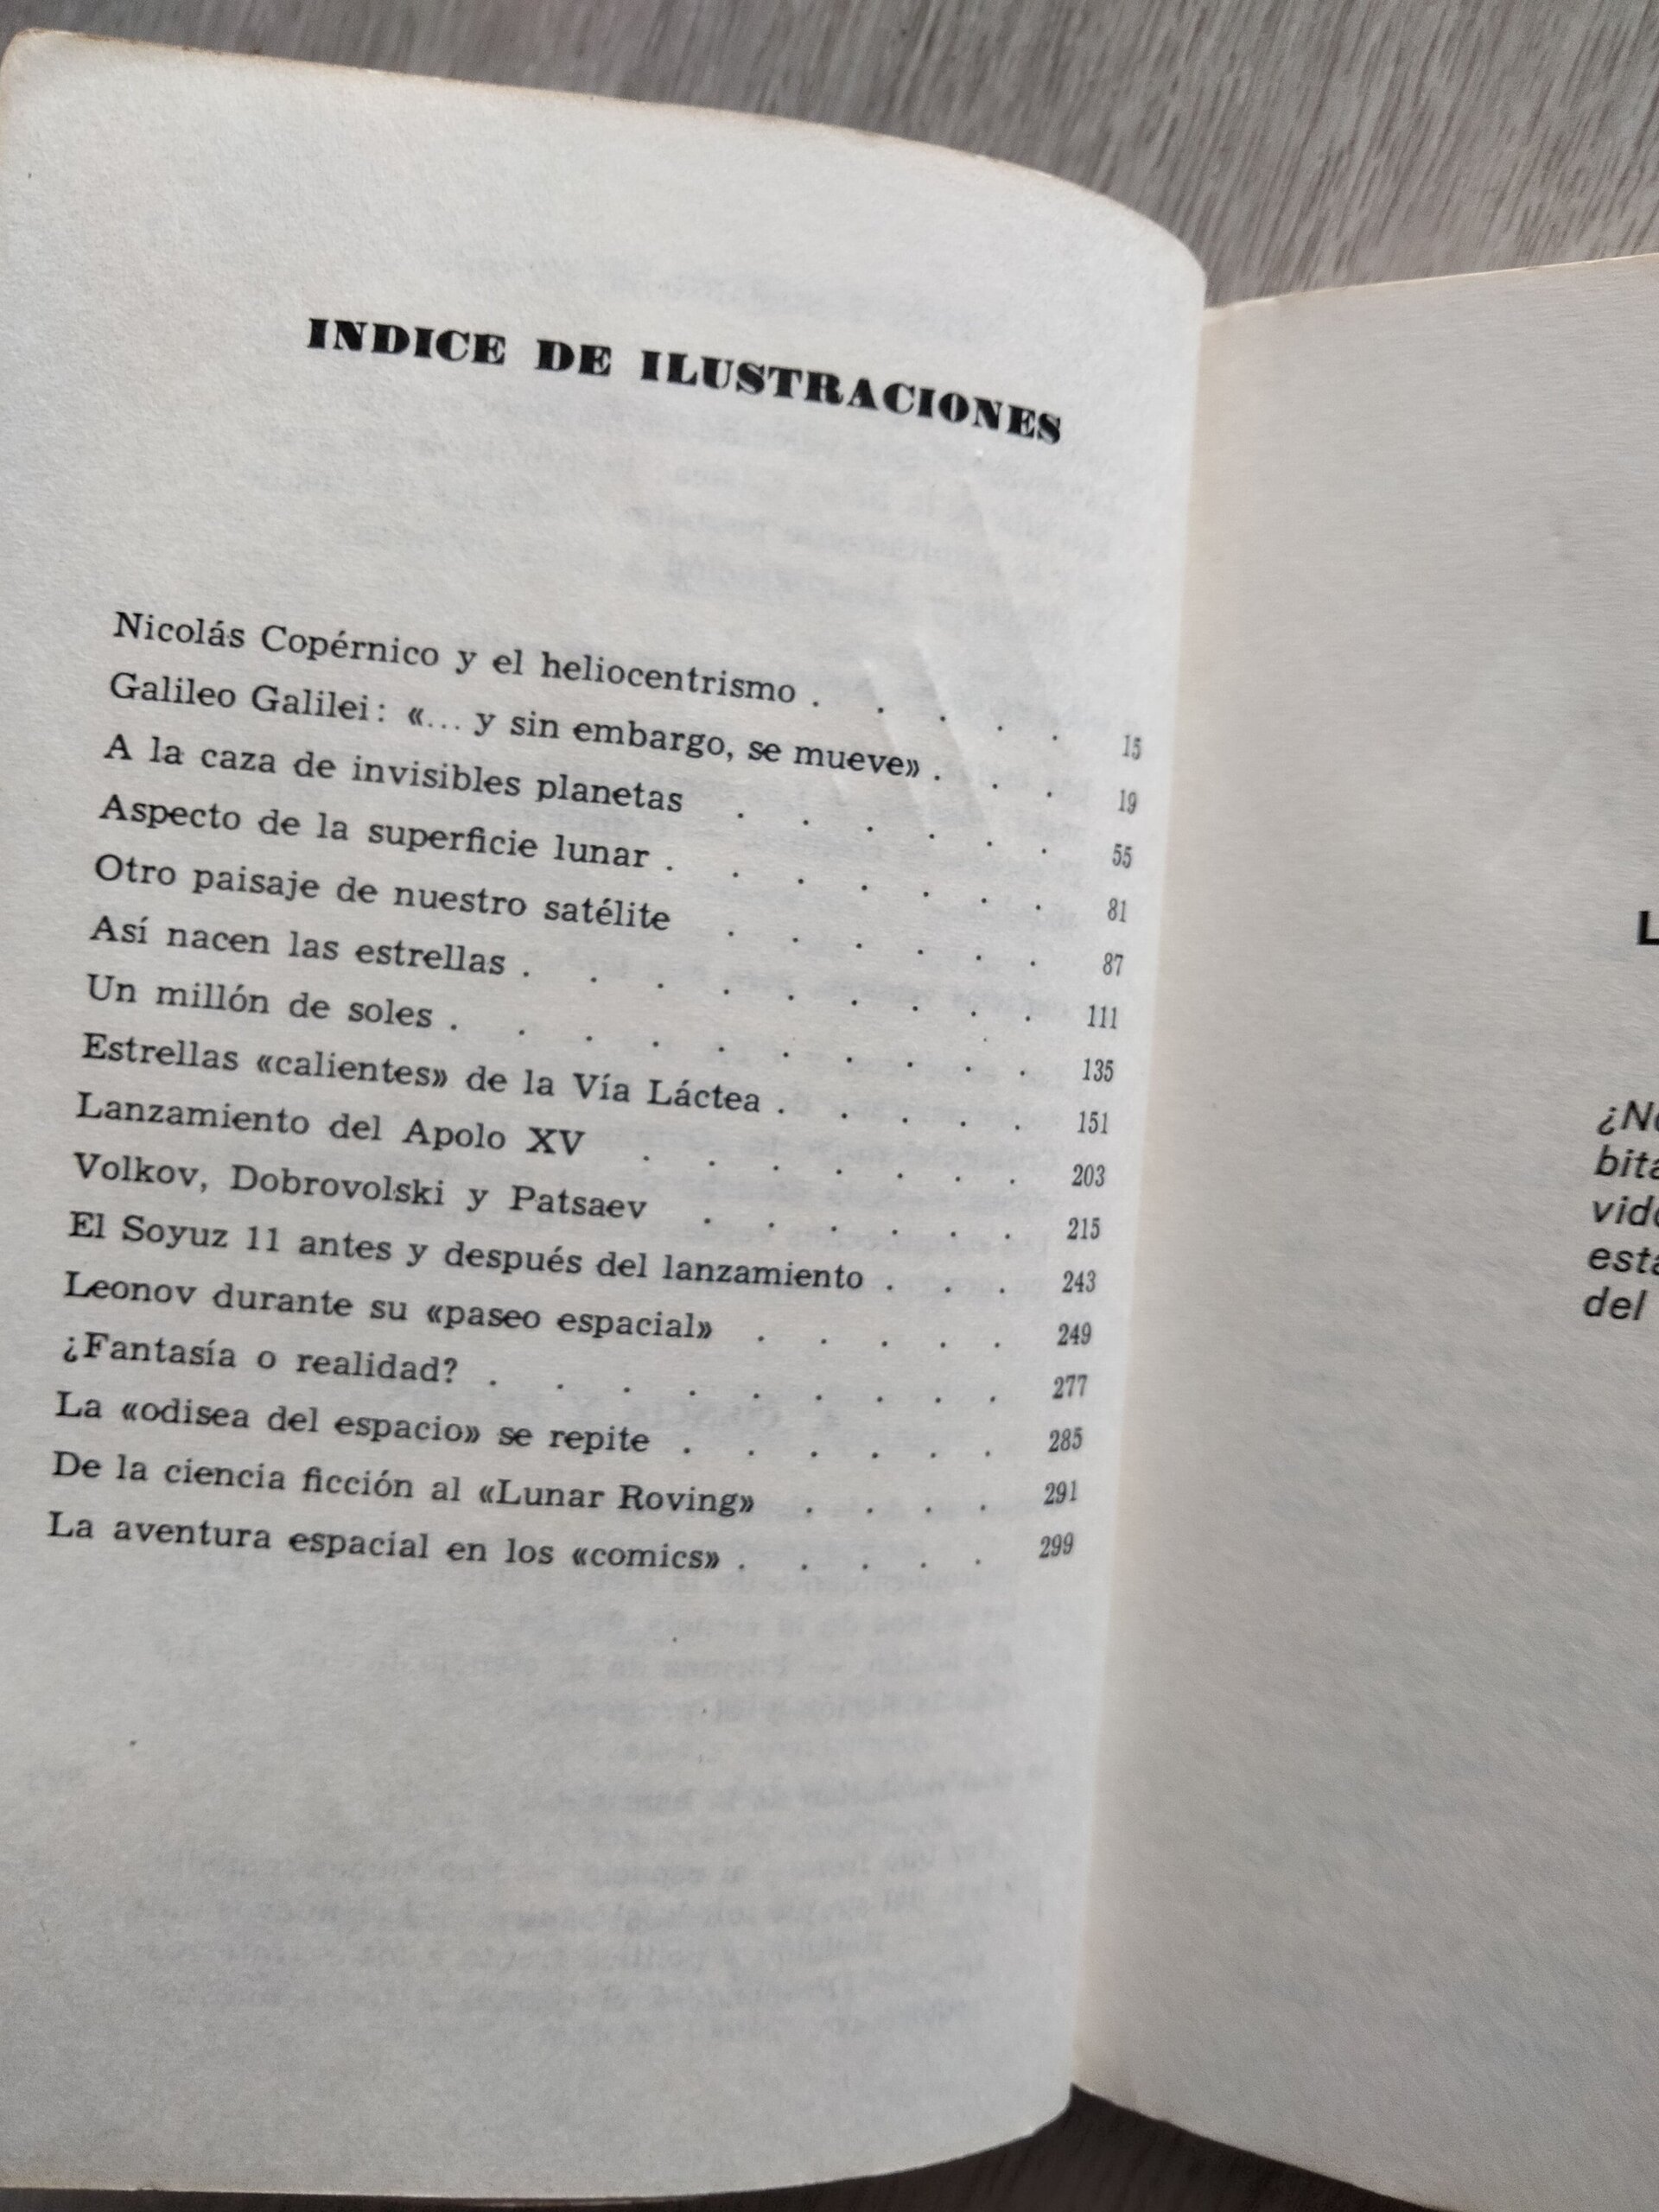 INDICE DE ILUSTRACIONES
Nicolás Copérnico y el heliocentrismo . . . . . 15
Galileo Galilei: «... y sin embargo, se mueve» . . . 19
A la caza de invisibles planetas . . . . . . 55
Aspecto de la superficie lunar . . . . . . . 81
Otro paisaje de nuestro satélite . . . . . . 87
Así nacen las estrellas . . . . . . . . . 111
Un millón de soles . . . . . . . . . . 135
Estrellas «calientes» de la Vía Láctea . . . . . 151
Lanzamiento del Apolo XV . . . . . . . 203
Volkov, Dobrovolski y Patsaev . . . . . . 215
El Soyuz 11 antes y después del lanzamiento . . . 243
Leonov durante su «paseo espacial» . . . . . 249
¿Fantasía o realidad? . . . . . . . . . 277
La «odisea del espacio» se repite . . . . . . 285
De la ciencia ficción al «Lunar Roving» . . . . 291
La aventura espacial en los «comics» . . . . . 299
del